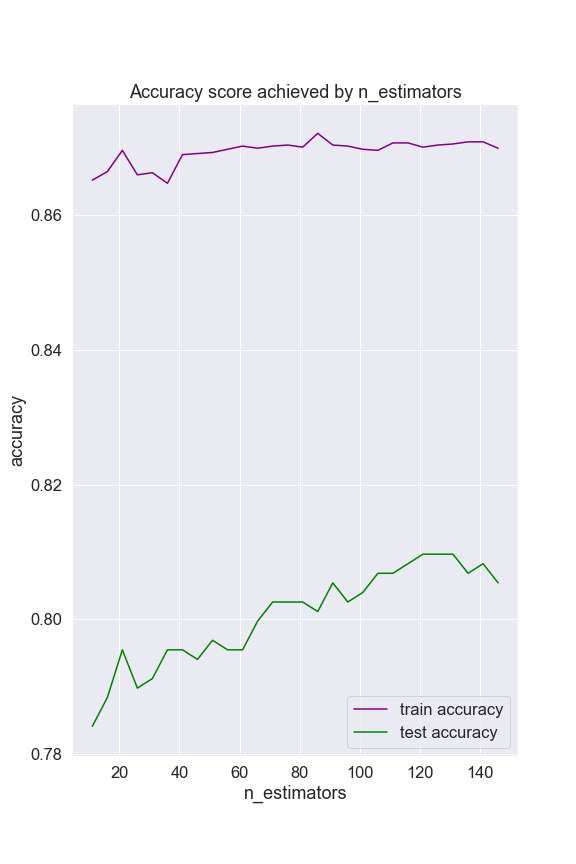 Accuracy score achieved by n_estimators
accuracy
0.86
0.84
0.82
0.80
0.78
train accuracy
test accuracy
20 40 60 80 100 120 140
n_estimators